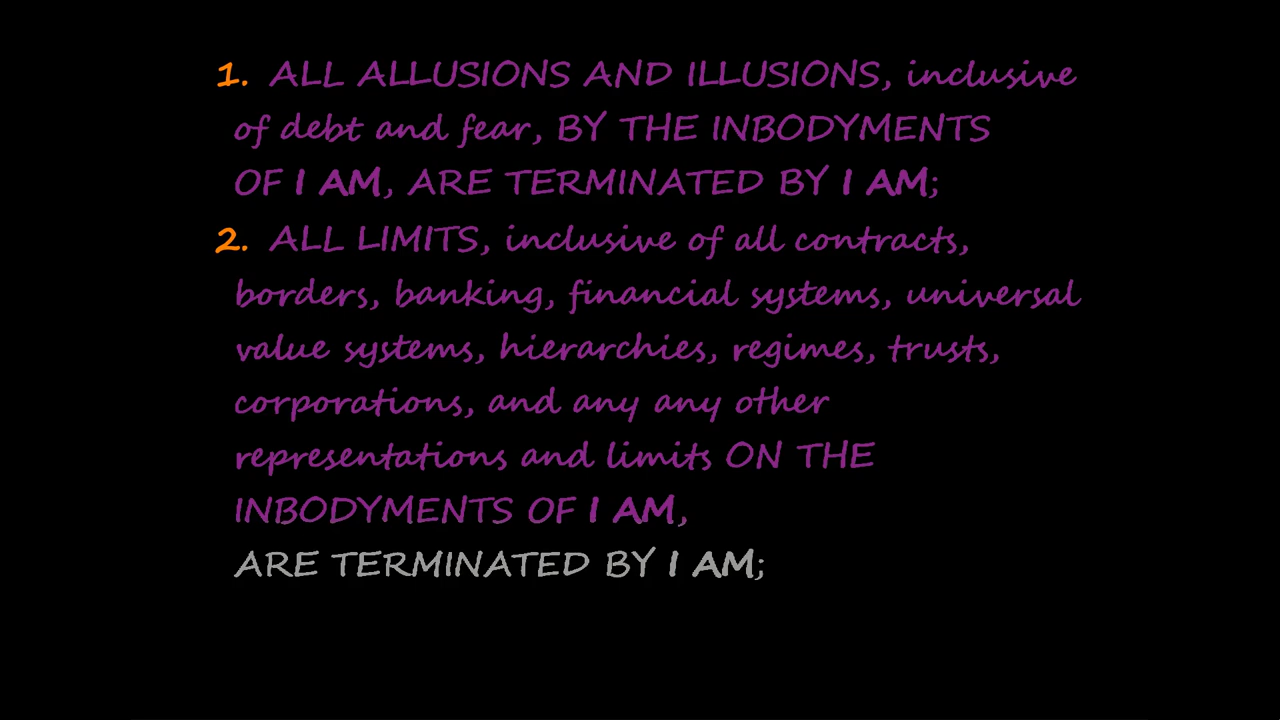 1. ALL ALLUSIONS AND ILLUSIONS, inclusive
of debt and fear, BY THE INBODYMENTS
OF I AM, ARE TERMINATED BY I AM;
2. ALL LIMITS, inclusive of all contracts,
borders, banking, financial systems, universal
value systems, hierarchies, regimes, trusts,
corporations, and any any other
representations and limits ON THE
INBODYMENTS OF I AM,
ARE TERMINATED BY I AM;